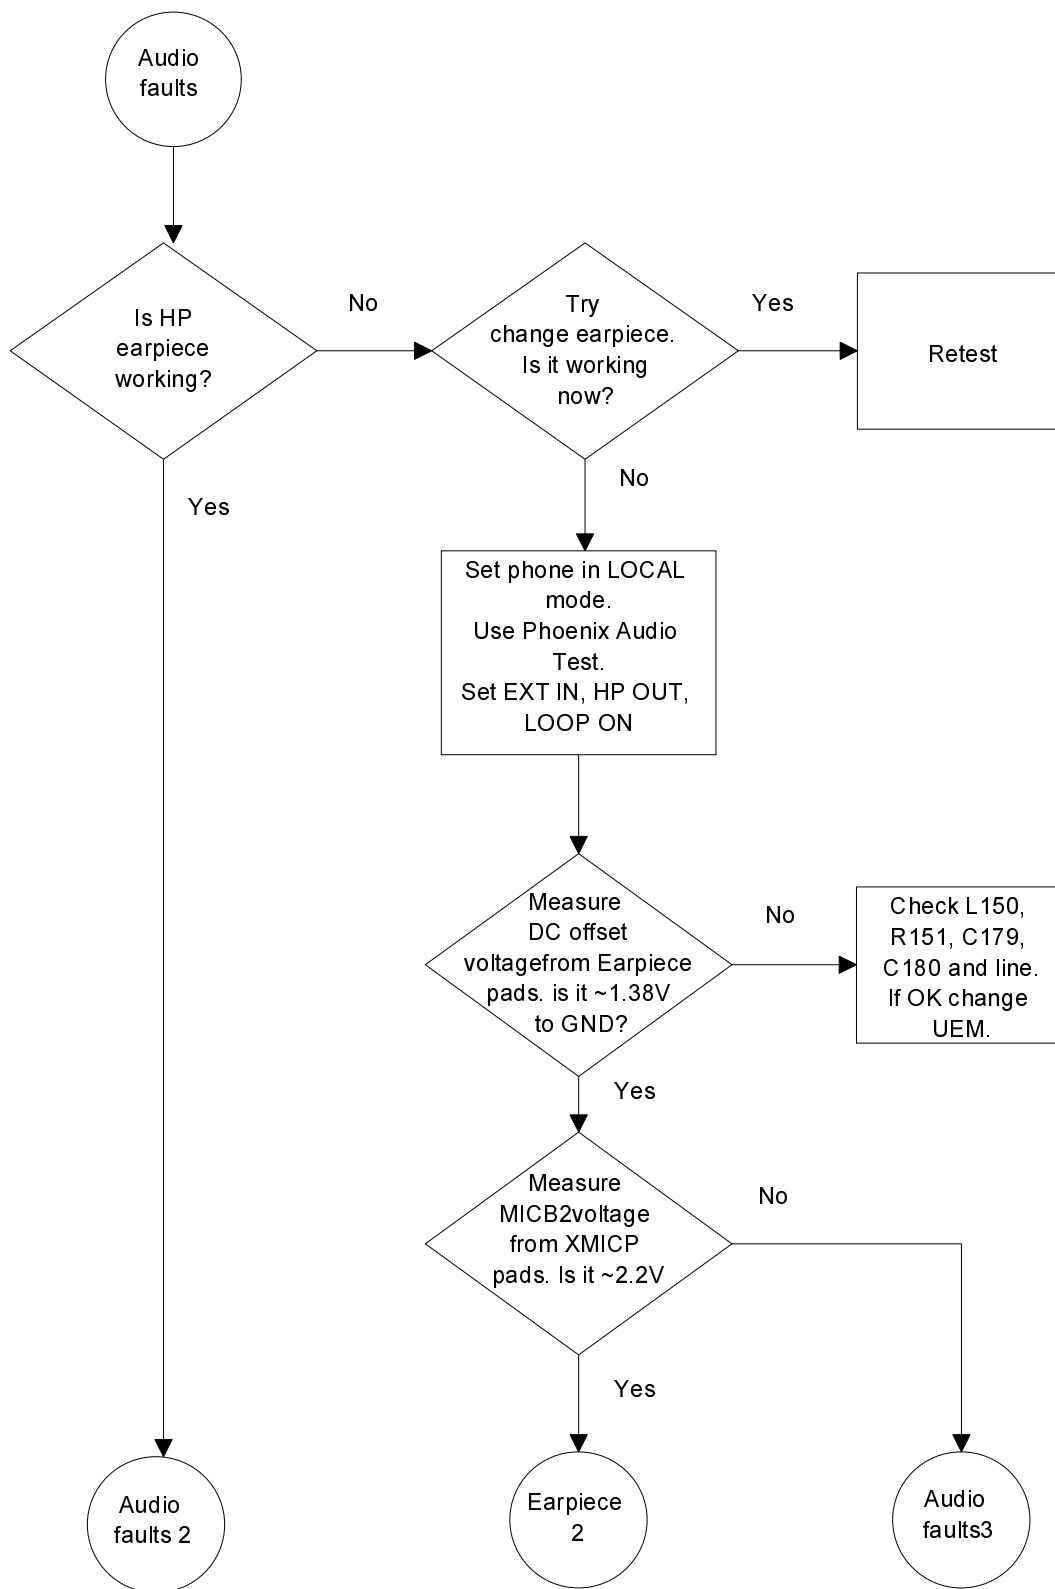 Audio
faults
Is HP
earpiece
working?
No
Try
change earpiece.
Is it working
now?
Yes
Retest
Yes
No
Set phone in LOCAL
mode.
Use Phoenix Audio
Test.
Set EXT IN, HP OUT,
LOOP ON
Measure
DC offset
voltagefrom Earpiece
pads. is it ~1.38V
to GND?
No
Check L150,
R151, C179,
C180 and line.
If OK change
UEM.
Yes
Measure
MICB2voltage
from XMICP
pads. Is it ~2.2V
No
Yes
Audio
faults 2
Earpiece
2
Audio
faults3